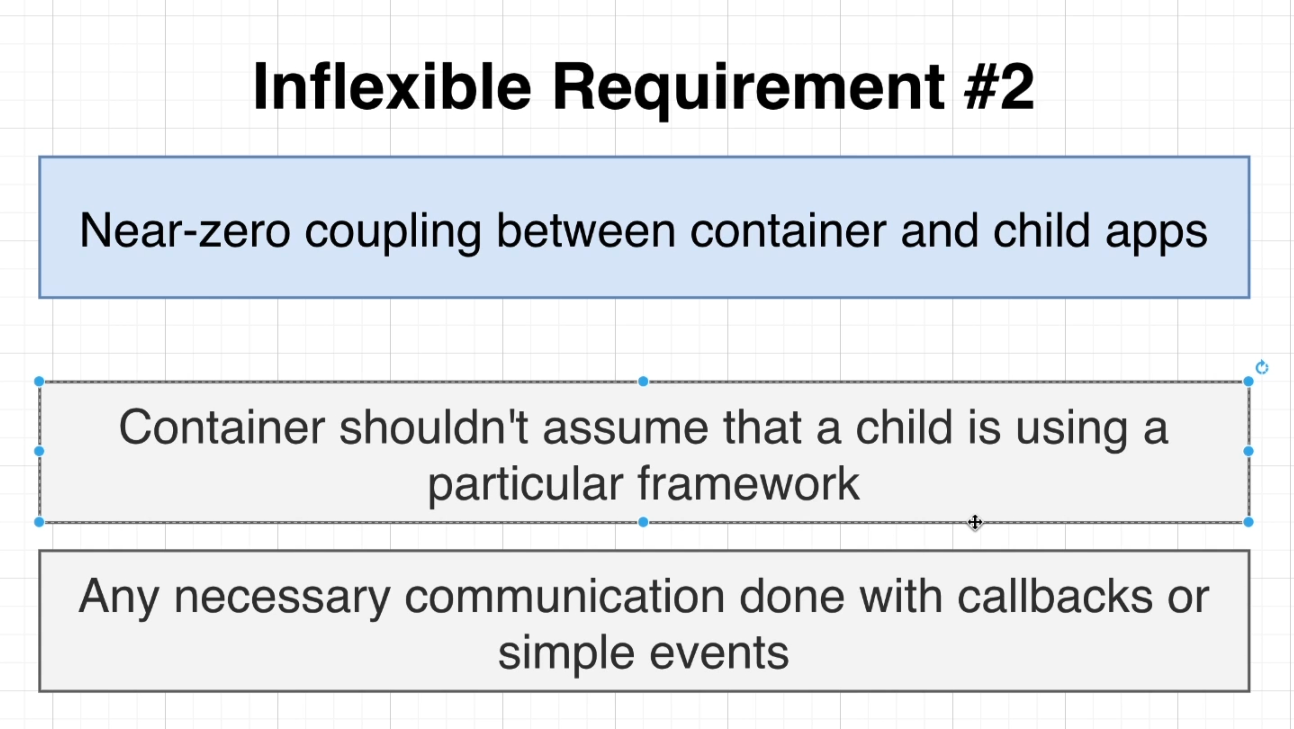 Inflexible Requirement #2
Near-zero coupling between container and child apps
Container shouldn't assume that a child is using a
particular framework
Any necessary communication done with callbacks or
simple events